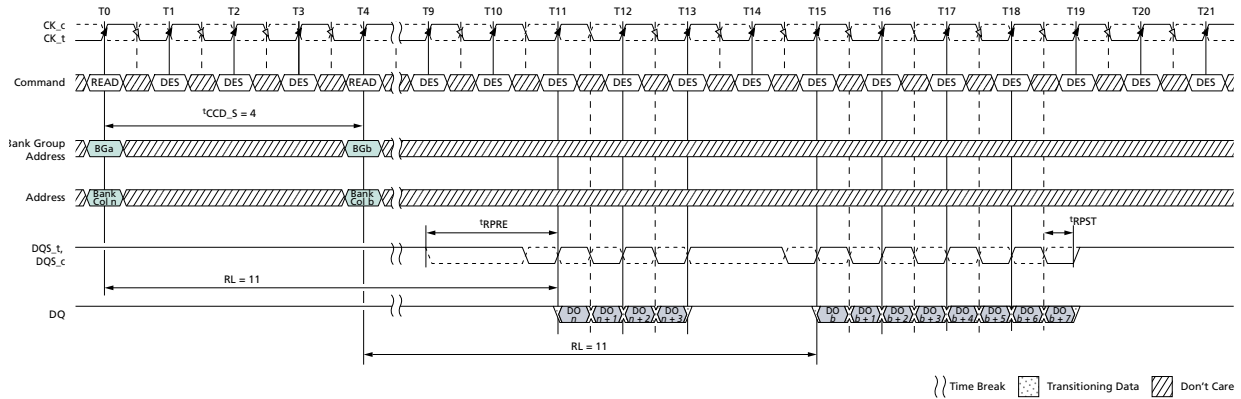 T0 T1 T2 T3 T4 T9 T10 T11 T12 T13 T14 T15 T16 T17 T18 T19 T20 T21
CK_c
CK_t
Command READ DES DES DES READ DES DES DES DES DES DES DES DES DES DES DES DES DES
tCCD_S = 4
Bank Group
Address
BGa BGb
Address
Bank
Col n
Bank
Col b
tRPRE tRPST
DQS_t,
DQS_c
RL = 11
DQ
DO
n
DO
n + 1
DO
n + 2
DO
n + 3
DO
b
DO
b + 1
DO
b + 2
DO
b + 3
DO
b + 4
DO
b + 5
DO
b + 6
DO
b + 7
RL = 11
Time Break Transitioning Data Don't Care